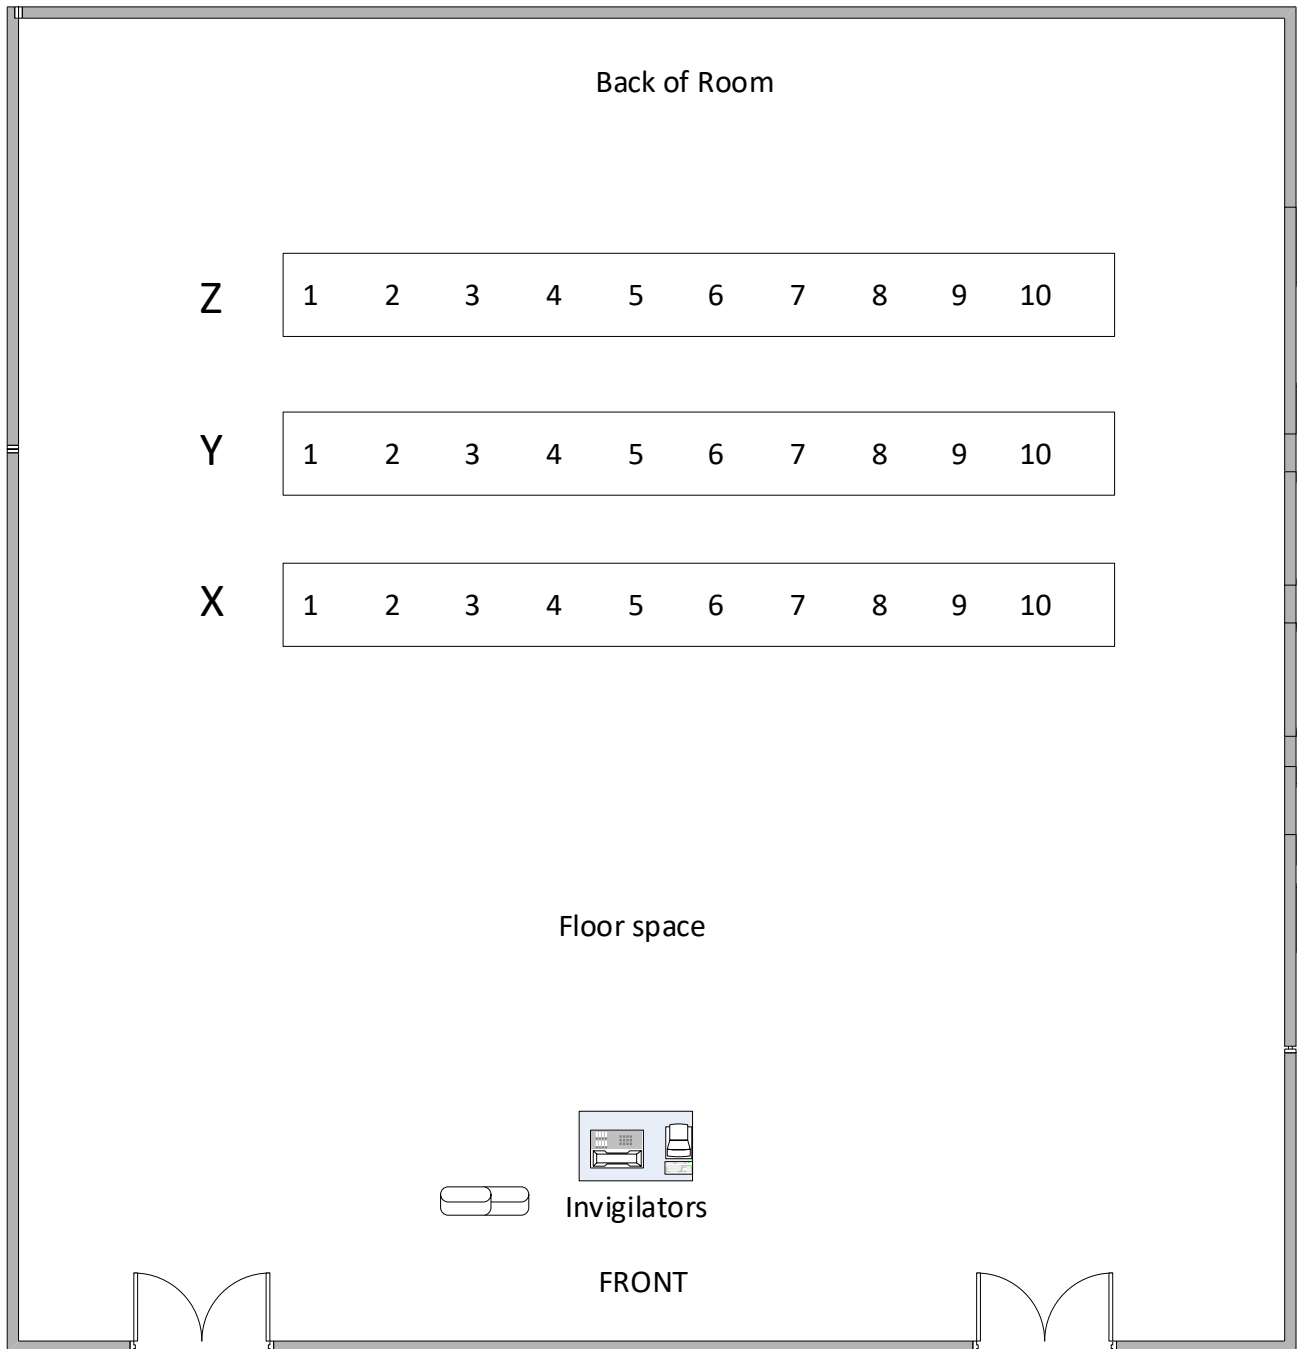 Back of Room
Z 1 2 3 4 5 6 7 8 9 10
Y 1 2 3 4 5 6 7 8 9 10
X 1 2 3 4 5 6 7 8 9 10
Floor space
Invigilators
FRONT